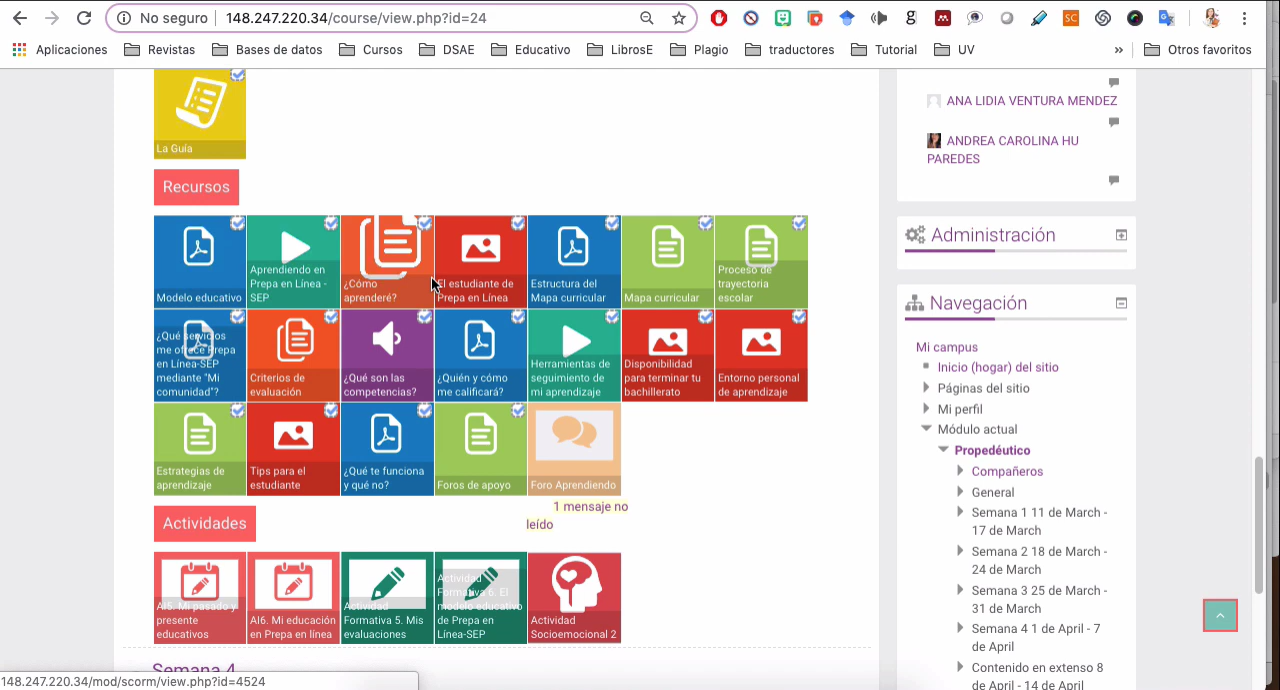 No seguro
148.247.220.34/course/view.php?id=24
Aplicaciones
Revistas
Bases de datos
Cursos
DSAE
Educativo
LibrosE
Plagio
traductores
Tutorial
UV
»
Otros favoritos
La Guía
Recursos
Modelo educativo
Aprendiendo en
Prepa en Línea -
SEP
¿Cómo
aprenderé?
El estudiante de
Prepa en Línea
Estructura del
Mapa curricular
Mapa curricular
Proceso de
trayectoria
escolar
¿Qué servicios
me ofrece Prepa
en Línea-SEP
mediante "Mi
comunidad"?
Criterios de
evaluación
¿Qué son las
competencias?
¿Quién y cómo
me calificará?
Herramientas de
seguimiento de
mi aprendizaje
Disponibilidad
para terminar tu
bachillerato
Entorno personal
de aprendizaje
Estrategias de
aprendizaje
Tips para el
estudiante
¿Qué te funciona
y qué no?
Foros de apoyo
Foro Aprendiendo
1 mensaje no
leído
Actividades
AI5. Mi pasado y
presente
educativos
AI6. Mi educación
en Prepa en línea
Actividad
Formativa 5. Mis
evaluaciones
Actividad
Formativa 6. El
modelo educativo
de Prepa en
Línea-SEP
Actividad
Socioemocional 2
Semana 4
148.247.220.34/mod/scorm/view.php?id=4524
ANA LIDIA VENTURA MENDEZ
ANDREA CAROLINA HU
PAREDES
Administración
Navegación
Mi campus
Inicio (hogar) del sitio
Páginas del sitio
Mi perfil
Módulo actual
Propedéutico
Compañeros
General
Semana 1 11 de March -
17 de March
Semana 2 18 de March -
24 de March
Semana 3 25 de March -
31 de March
Semana 4 1 de April - 7
de April
Contenido en extenso 8
de April - 14 de April